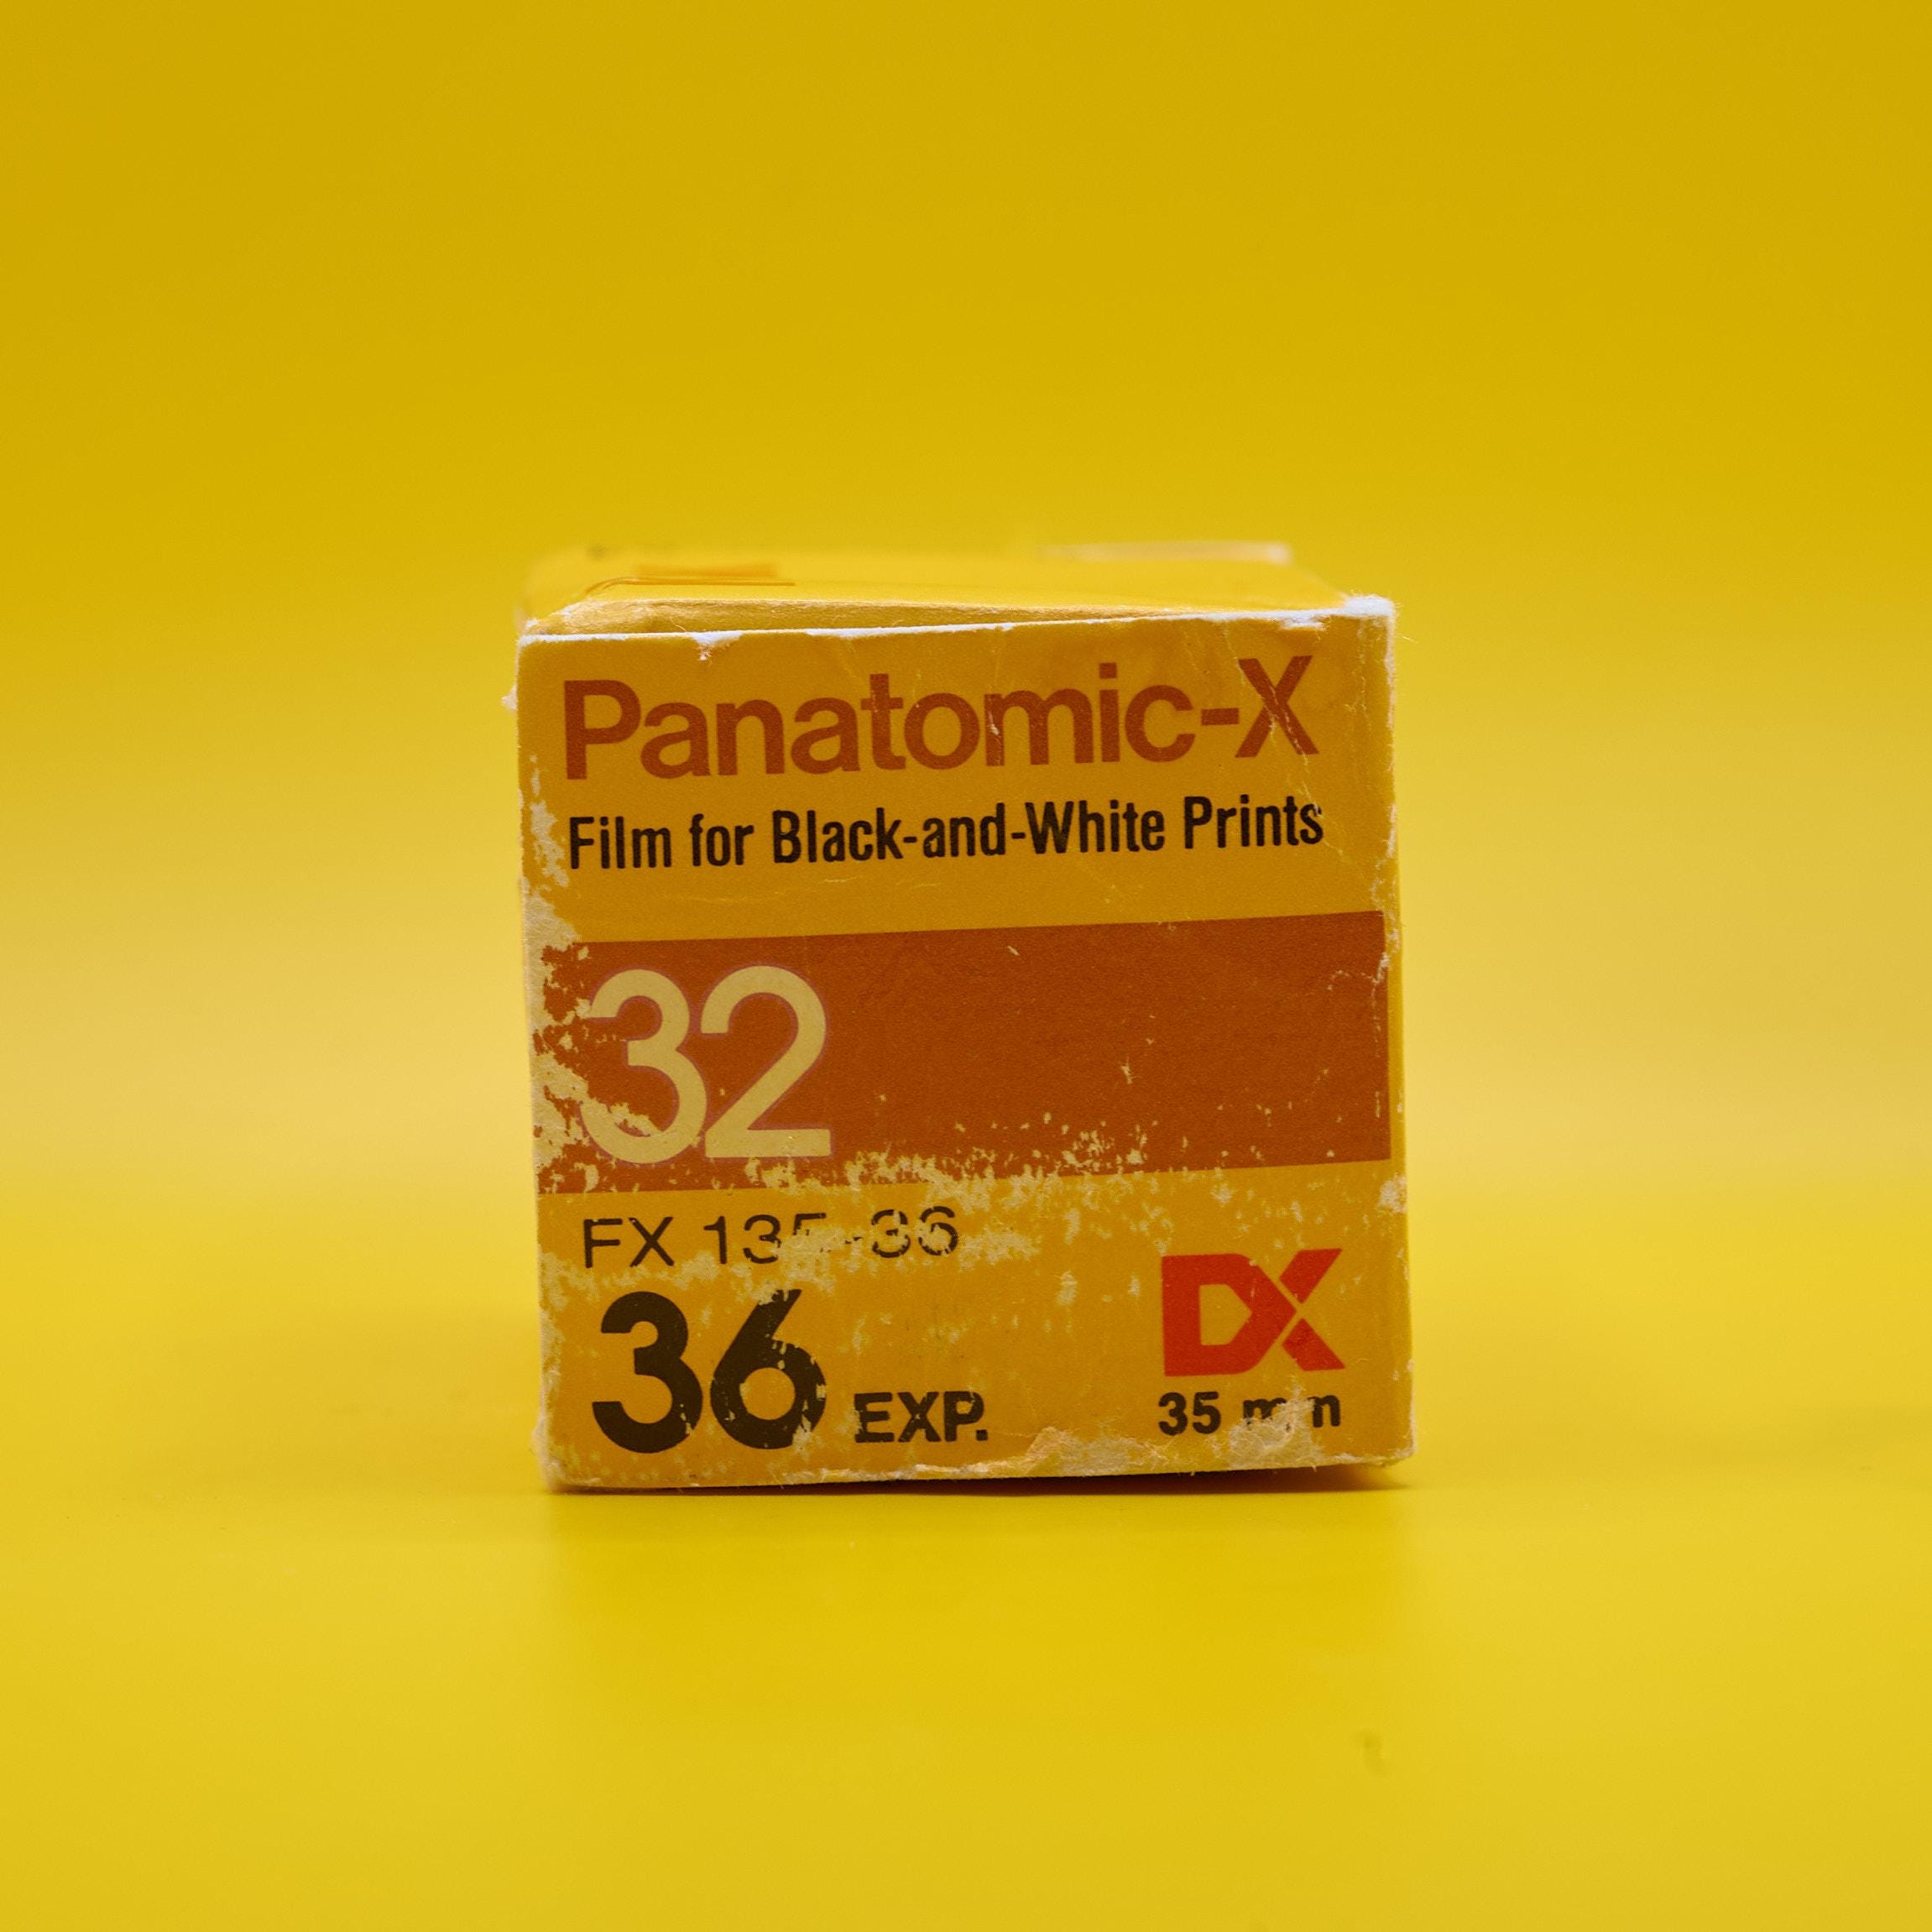 Panatomic-X
Film for Black-and-White Prints
32
FX 135-36
36 EXP.
DX
35 mm